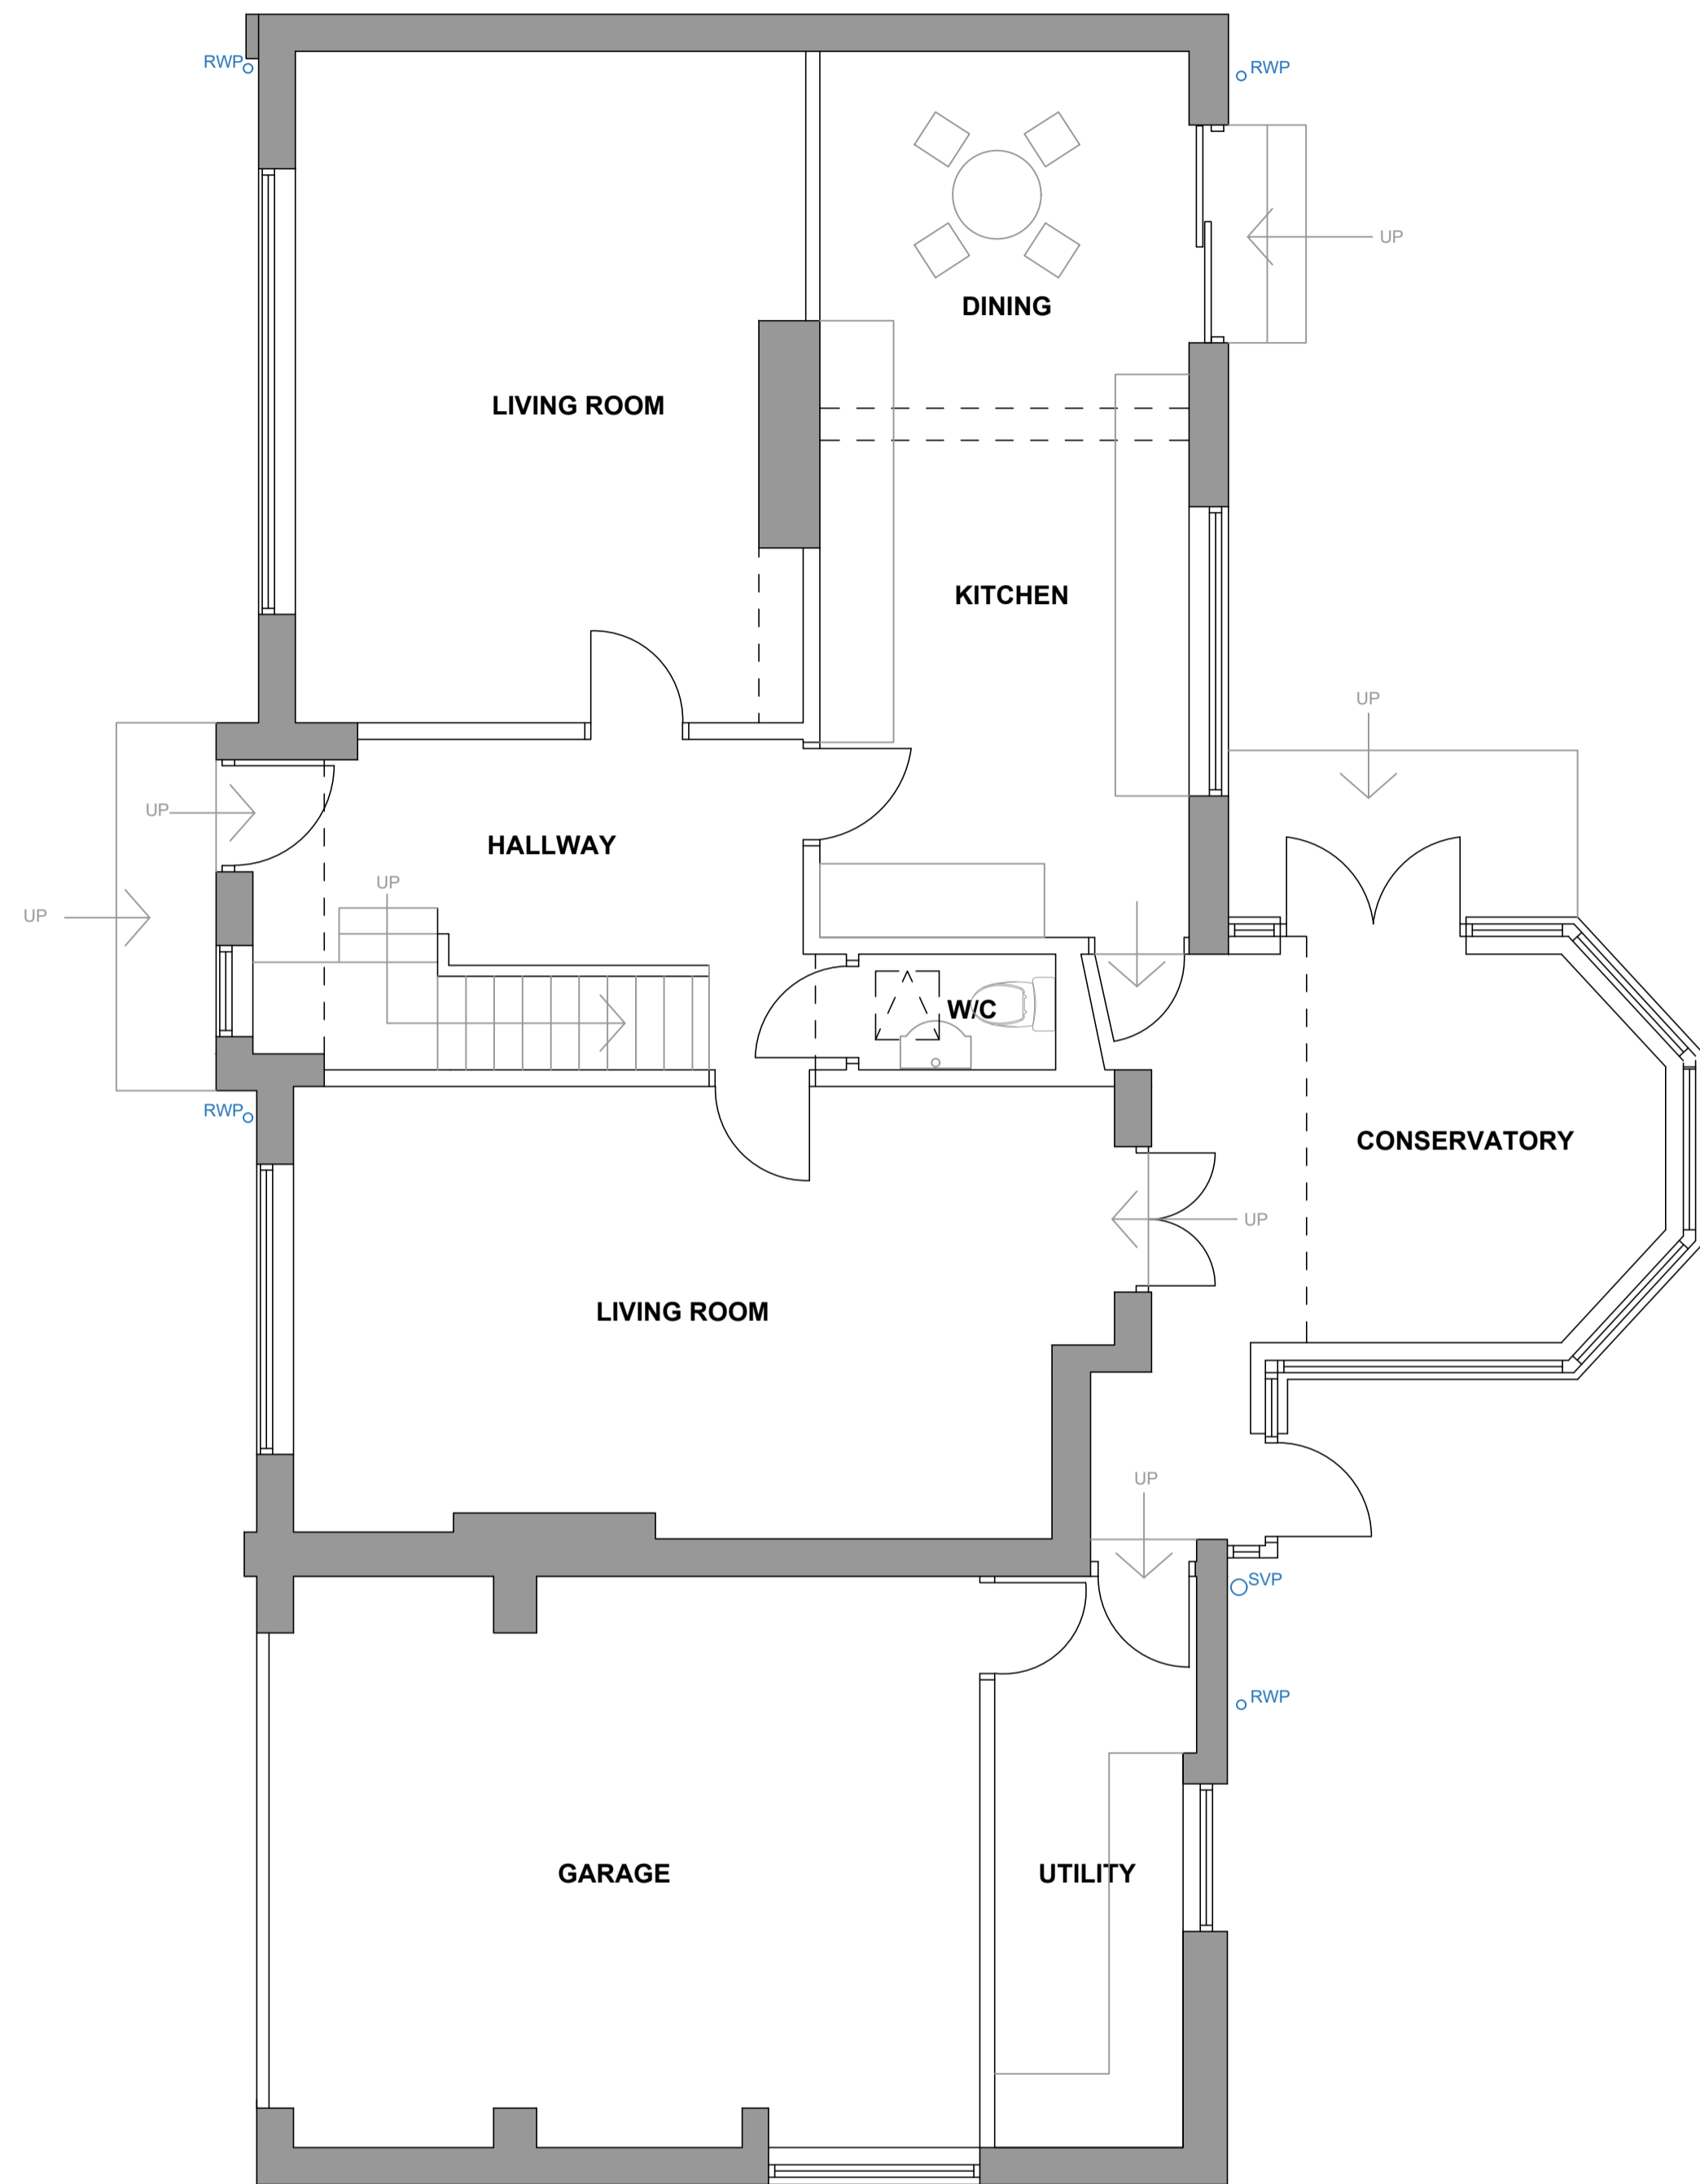 RWP
RWP
UP
DINING
LIVING ROOM
KITCHEN
UP
UP
HALLWAY
UP
UP
W/C
RWP
CONSERVATORY
UP
LIVING ROOM
UP
SVP
RWP
GARAGE
UTILITY